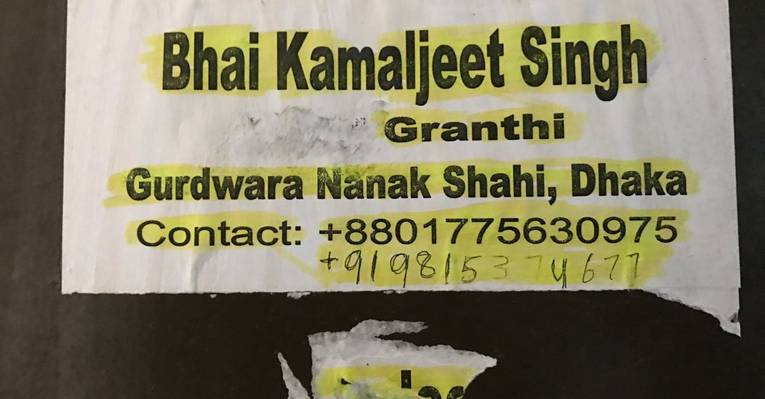 Bhai Kamaljeet Singh
Granthi
Gurdwara Nanak Shahi, Dhaka
Contact: +8801775630975
+919815374677